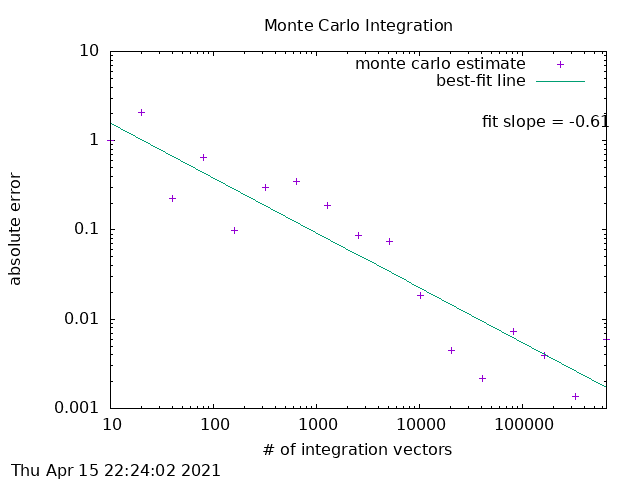 Monte Carlo Integration
10
monte carlo estimate
best-fit line
fit slope = -0.61
1
absolute error
0.1
0.01
0.001
10 100 1000 10000 100000
# of integration vectors
Thu Apr 15 22:24:02 2021